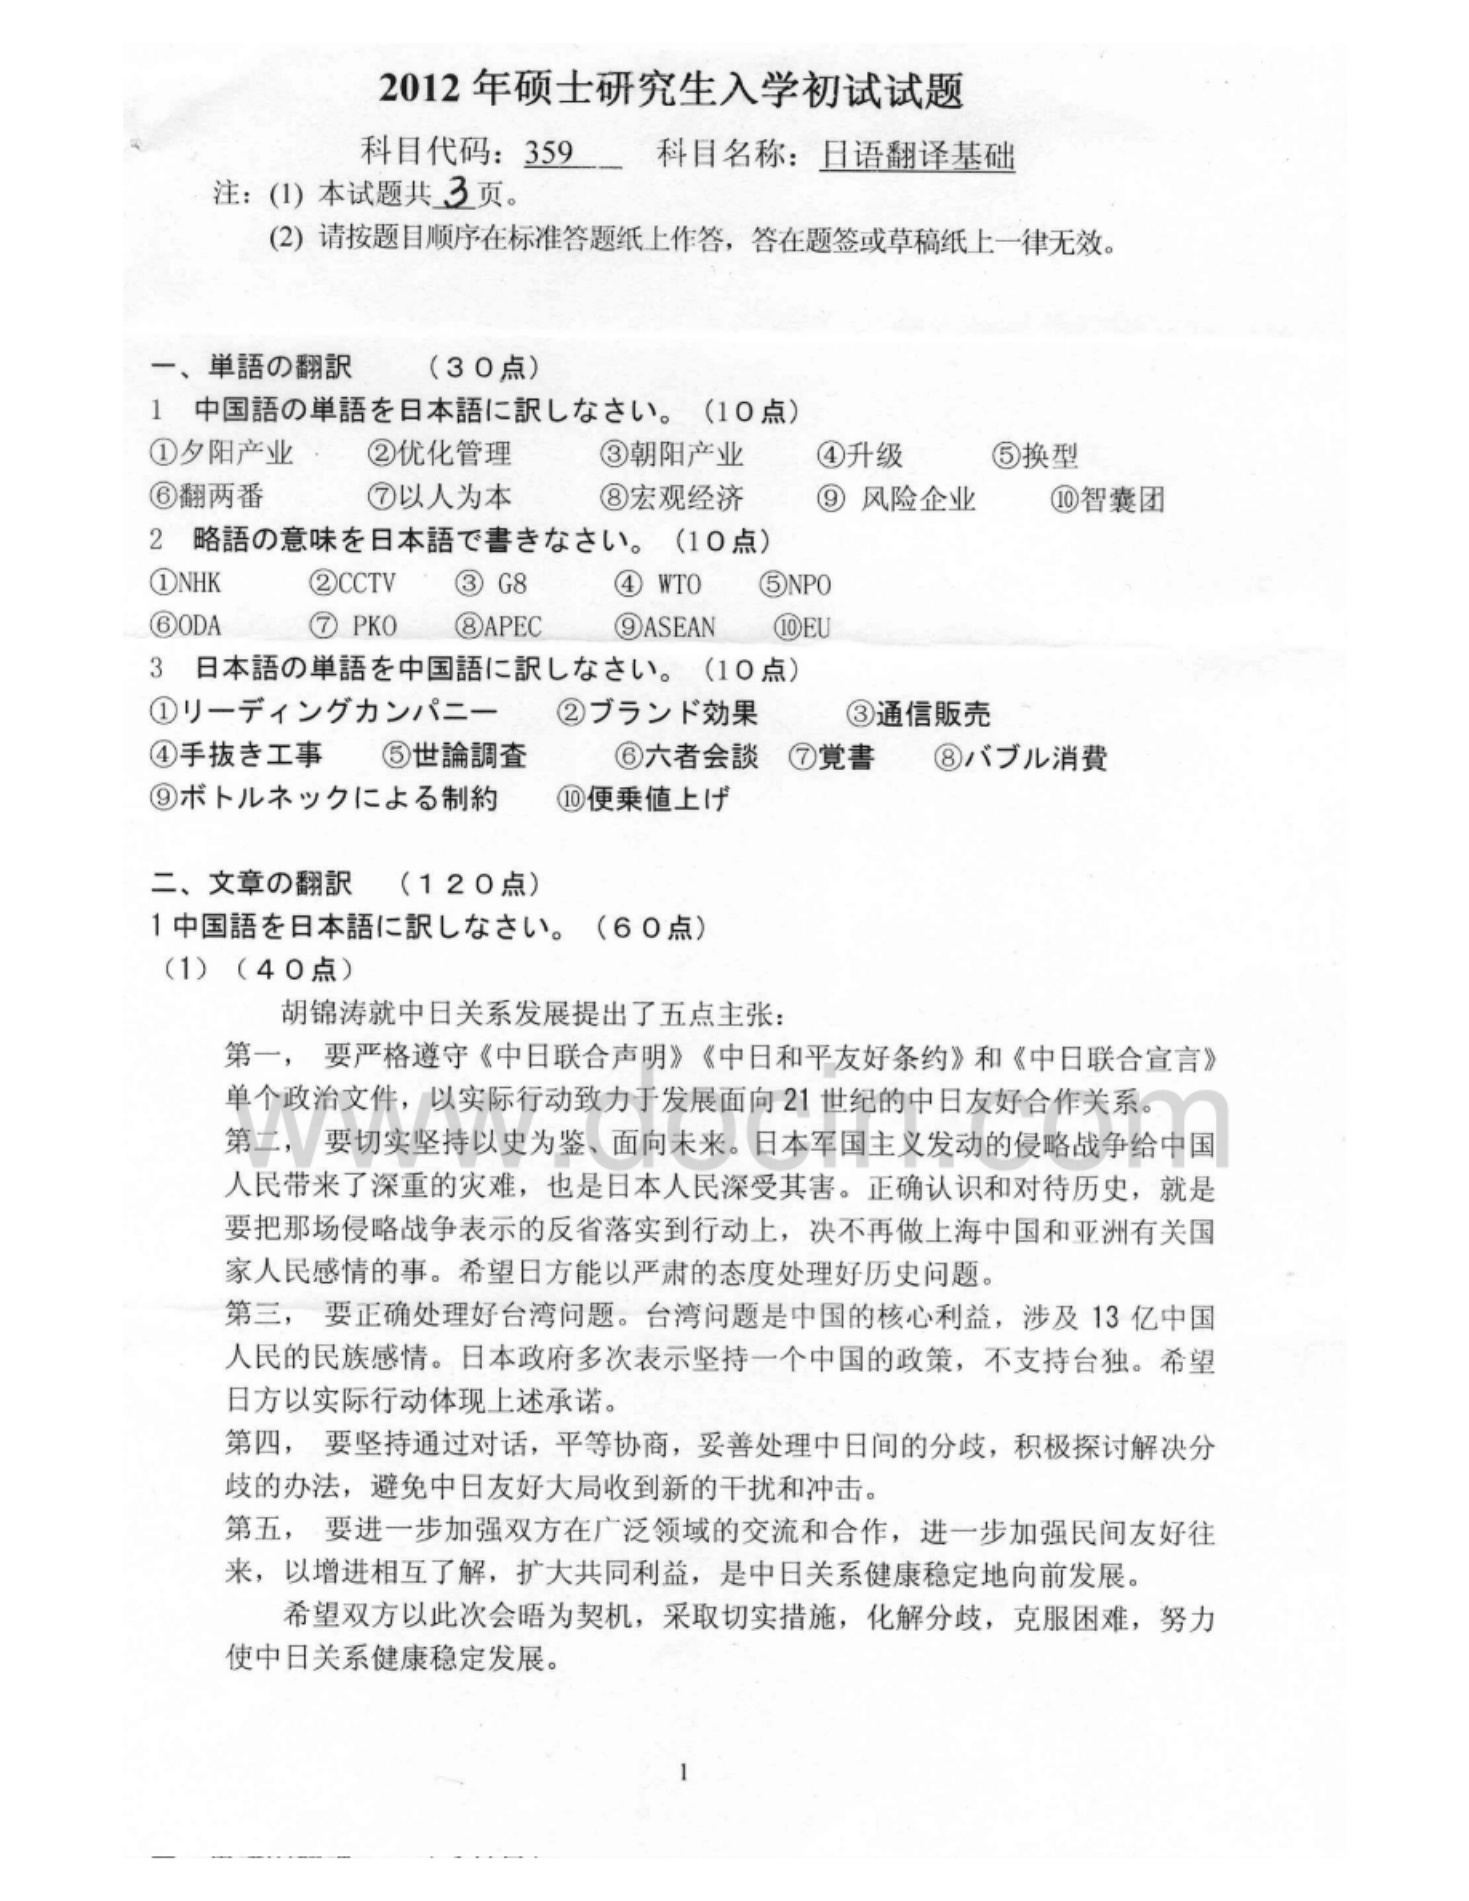 2012 年硕士研究生入学初试试题
科目代码：359 科目名称：日语翻译基础
注：(1) 本试题共 3 页。
(2) 请按题目顺序在标准答题纸上作答，答在题签或草稿纸上一律无效。
一、単語の翻訳 （３０点）
1 中国語の単語を日本語に訳しなさい。（1０点）
①夕阳产业 ②优化管理 ③朝阳产业 ④升级 ⑤换型
⑥翻两番 ⑦以人为本 ⑧宏观经济 ⑨ 风险企业 ⑩智囊团
2 略語の意味を日本語で書きなさい。（1０点）
①NHK ②CCTV ③ G8 ④ WTO ⑤NPO
⑥ODA ⑦ PKO ⑧APEC ⑨ASEAN ⑩EU
3 日本語の単語を中国語に訳しなさい。（1０点）
①リーディングカンパニー ②ブランド効果 ③通信販売
④手抜き工事 ⑤世論調査 ⑥六者会談 ⑦覚書 ⑧バブル消費
⑨ボトルネックによる制約 ⑩便乗値上げ
二、文章の翻訳 （１２０点）
1 中国語を日本語に訳しなさい。（６０点）
（1）（４０点）
胡锦涛就中日关系发展提出了五点主张：
第一， 要严格遵守《中日联合声明》《中日和平友好条约》和《中日联合宣言》
单个政治文件，以实际行动致力于发展面向 21 世纪的中日友好合作关系。
第二， 要切实坚持以史为鉴、面向未来。日本军国主义发动的侵略战争给中国
人民带来了深重的灾难，也是日本人民深受其害。正确认识和对待历史，就是
要把那场侵略战争表示的反省落实到行动上，决不再做上海中国和亚洲有关国
家人民感情的事。希望日方能以严肃的态度处理好历史问题。
第三， 要正确处理好台湾问题。台湾问题是中国的核心利益，涉及 13 亿中国
人民的民族感情。日本政府多次表示坚持一个中国的政策，不支持台独。希望
日方以实际行动体现上述承诺。
第四， 要坚持通过对话，平等协商，妥善处理中日间的分歧，积极探讨解决分
歧的办法，避免中日友好大局收到新的干扰和冲击。
第五， 要进一步加强双方在广泛领域的交流和合作，进一步加强民间友好往
来，以增进相互了解，扩大共同利益，是中日关系健康稳定地向前发展。
希望双方以此次会晤为契机，采取切实措施，化解分歧，克服困难，努力
使中日关系健康稳定发展。
www.docin.com
1